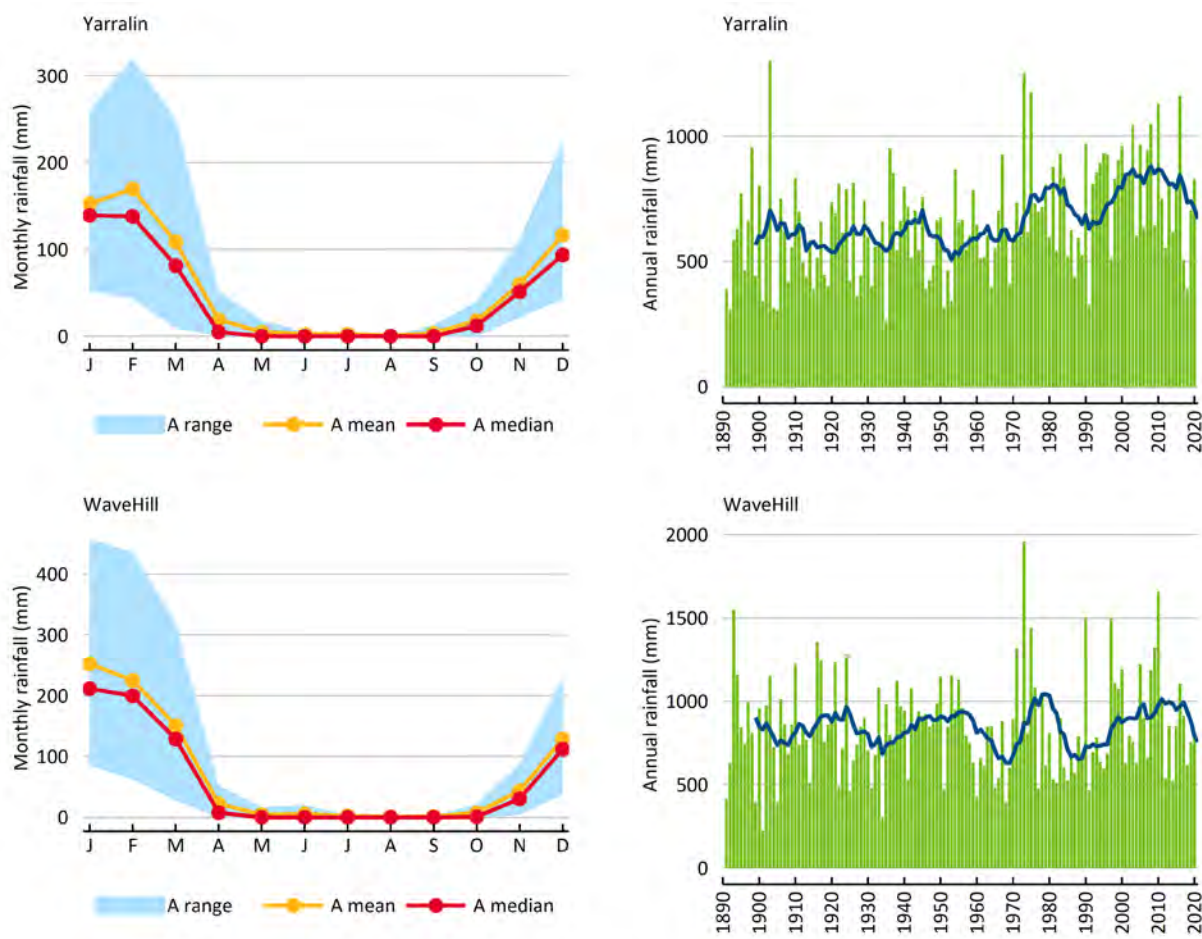 Yarralin
Monthly rainfall (mm)
300
200
100
0
J F M A M J J A S O N D
A range A mean A median
Yarralin
Annual rainfall (mm)
1000
500
0
1890 1900 1910 1920 1930 1940 1950 1960 1970 1980 1990 2000 2010 2020
WaveHill
Monthly rainfall (mm)
400
300
200
100
0
J F M A M J J A S O N D
A range A mean A median
WaveHill
Annual rainfall (mm)
2000
1500
1000
500
0
1890 1900 1910 1920 1930 1940 1950 1960 1970 1980 1990 2000 2010 2020